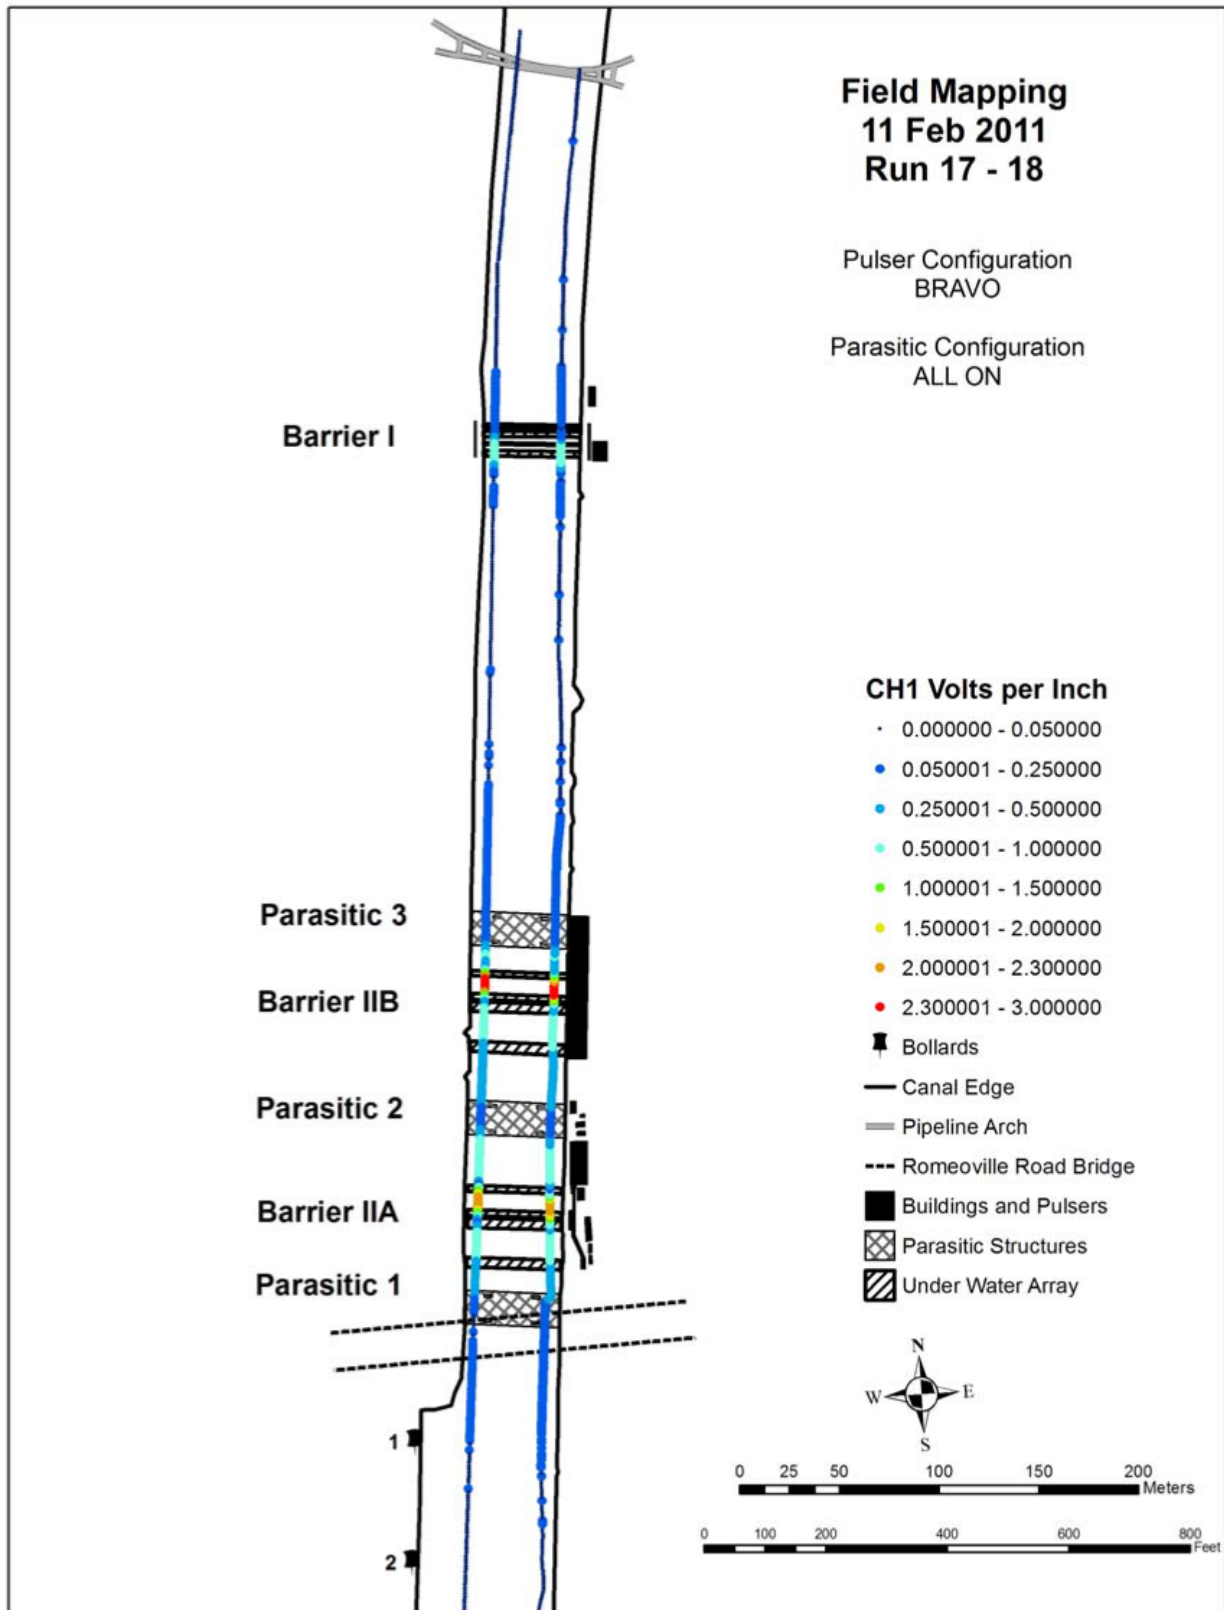 Field Mapping
11 Feb 2011
Run 17 - 18
Pulser Configuration
BRAVO
Parasitic Configuration
ALL ON
Barrier I
Parasitic 3
Barrier IIB
Parasitic 2
Barrier IIA
Parasitic 1
1
2
CH1 Volts per Inch
0.000000 - 0.050000
0.050001 - 0.250000
0.250001 - 0.500000
0.500001 - 1.000000
1.000001 - 1.500000
1.500001 - 2.000000
2.000001 - 2.300000
2.300001 - 3.000000
Bollards
Canal Edge
Pipeline Arch
Romeoville Road Bridge
Buildings and Pulsers
Parasitic Structures
Under Water Array
N
W E
S
0 25 50 100 150 200
Meters
0 100 200 400 600 800
Feet